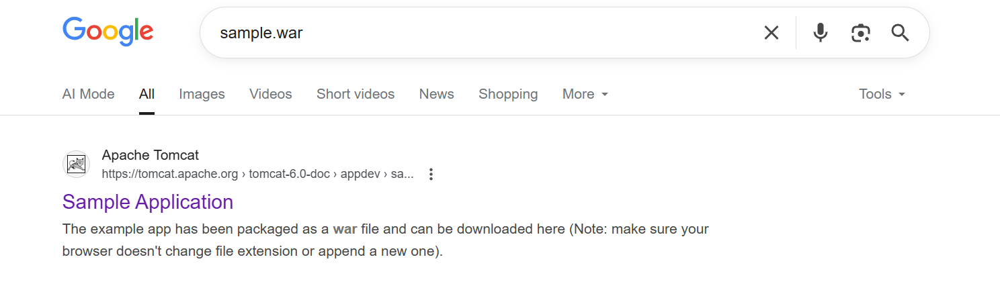 Google
sample.war
AI Mode All Images Videos Short videos News Shopping More Tools
Apache Tomcat
https://tomcat.apache.org › tomcat-6.0-doc › appdev › sa...
Sample Application
The example app has been packaged as a war file and can be downloaded here (Note: make sure your
browser doesn't change file extension or append a new one).